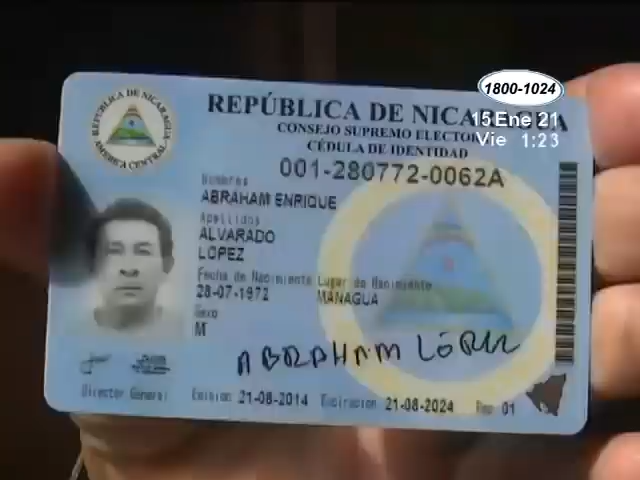 1800-1024
15 Ene 21
Vie 1:23
REPÚBLICA DE NICARAGUA
AMERICA CENTRAL
REPÚBLICA DE NICARAGUA
CONSEJO SUPREMO ELECTORAL
CÉDULA DE IDENTIDAD
001-280772-0062A
Nombres
ABRAHAM ENRIQUE
Apellidos
ALVARADO
LOPEZ
Fecha de Nacimiento Lugar de Nacimiento
28-07-1972 MANAGUA
Sexo
M
ABRAHAM LÓPEZ
Director General
Emision 21-08-2014 Expiracion 21-08-2024 Rep 01